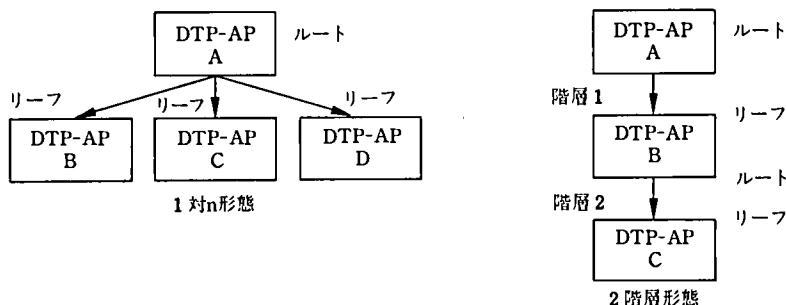 DTP-AP
A
ルート
リーフ
リーフ
リーフ
DTP-AP
B
DTP-AP
C
DTP-AP
D
1対n形態
DTP-AP
A
ルート
階層1
リーフ
DTP-AP
B
ルート
階層2
リーフ
DTP-AP
C
2階層形態